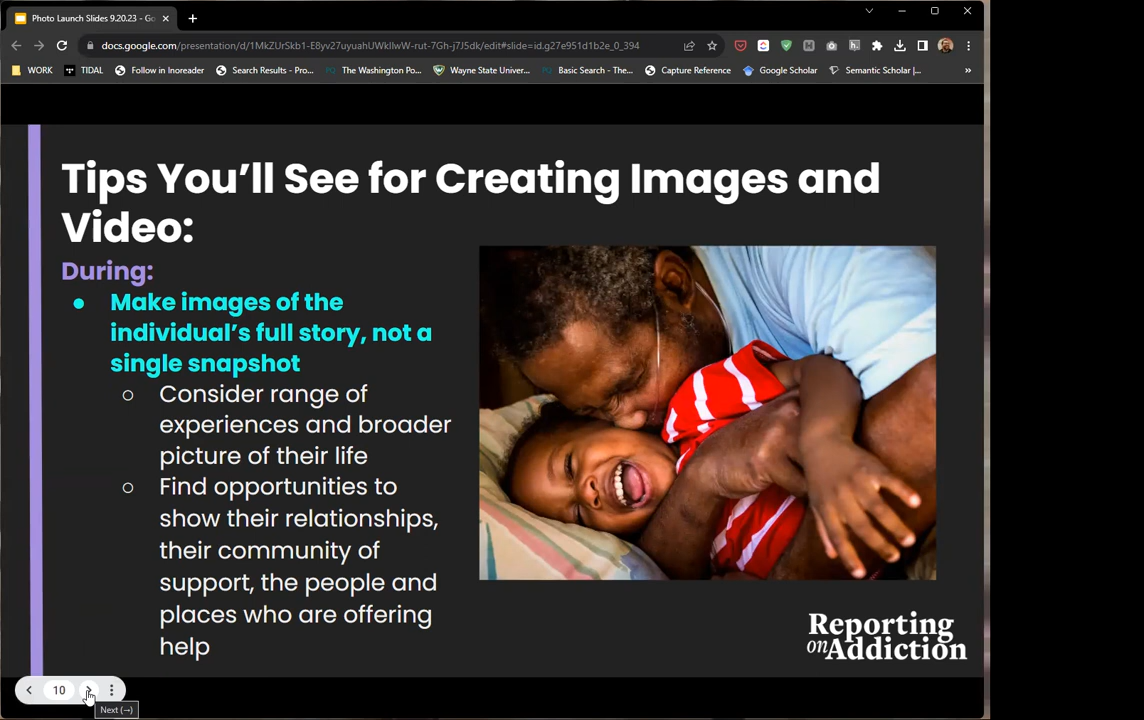 Photo Launch Slides 9.20.23 - Go
docs.google.com/presentation/d/1MkZUrSkb1-E8yv27uyuahUWkIlwW-rut-7Gh-j7J5dk/edit#slide=id.g27e951d1b2e_0_394
WORK TIDAL Follow in Inoreader Search Results - Pro... The Washington Po... Wayne State Univer... Basic Search - The... Capture Reference Google Scholar Semantic Scholar |... »
Tips You’ll See for Creating Images and
Video:
During:
● Make images of the
individual’s full story, not a
single snapshot
○ Consider range of
experiences and broader
picture of their life
○ Find opportunities to
show their relationships,
their community of
support, the people and
places who are offering
help
Reporting
on Addiction
10
Next (→)